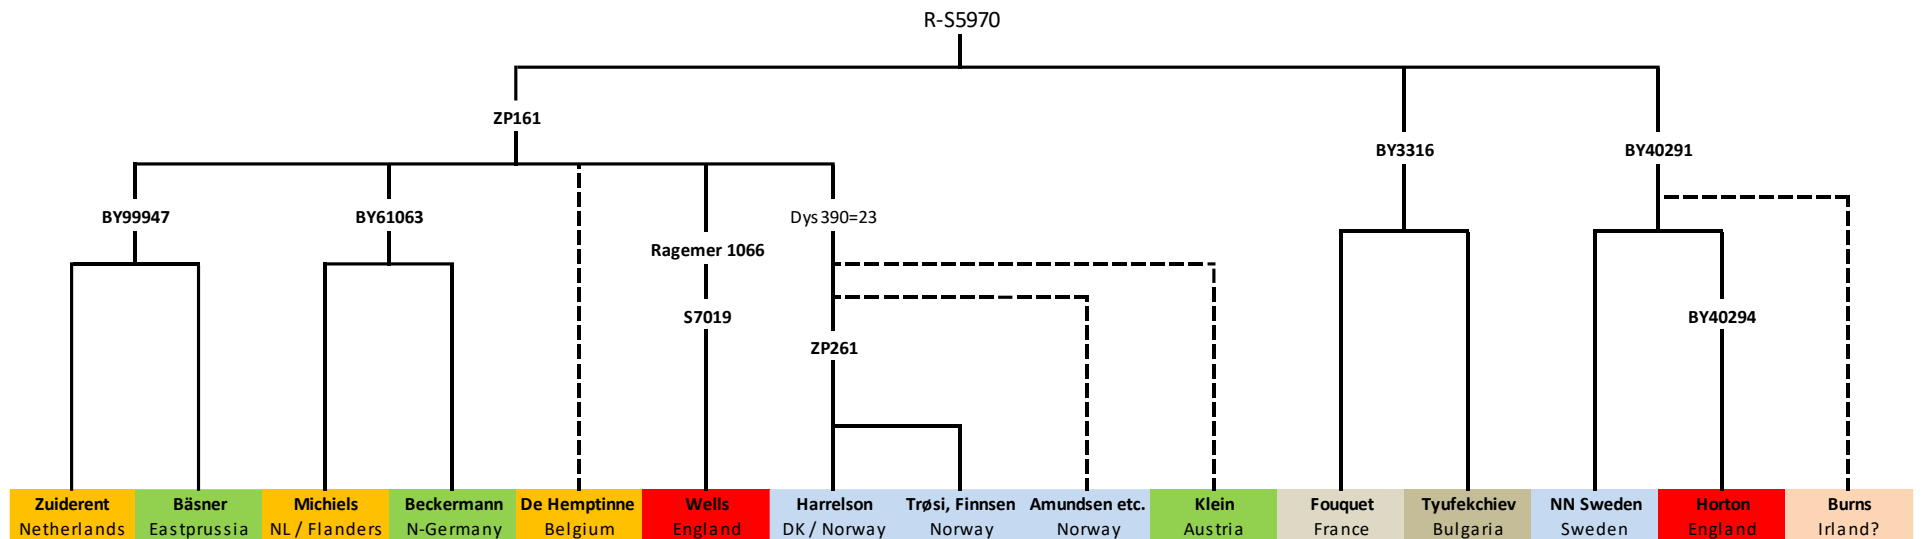 R-S5970
ZP161
BY3316
BY40291
BY99947
BY61063
Dys390=23
Ragemer 1066
S7019
BY40294
ZP261
Zuiderent Bäsner Michiels Beckermann De Hemptinne Wells Harrelson Trøsi, Finnsen Amundsen etc. Klein Fouquet Tyufekchiev NN Sweden Horton Burns
Netherlands Eastprussia NL / Flanders N-Germany Belgium England DK / Norway Norway Norway Austria France Bulgaria Sweden England Irland?